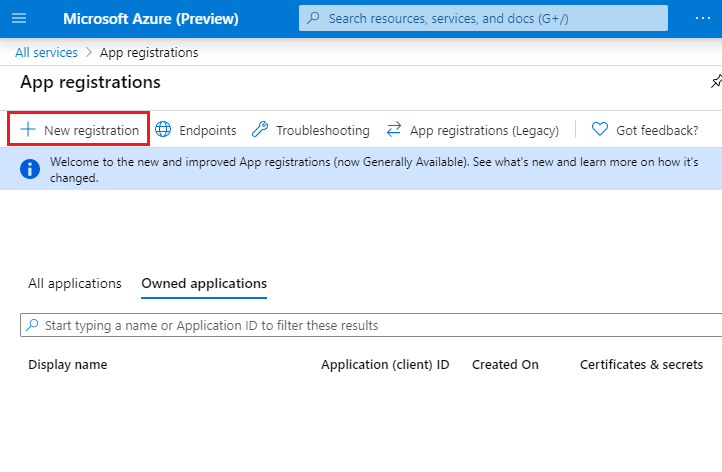 Microsoft Azure (Preview)
Search resources, services, and docs (G+/)
All services > App registrations
App registrations
New registration
Endpoints
Troubleshooting
App registrations (Legacy)
Got feedback?
Welcome to the new and improved App registrations (now Generally Available). See what's new and learn more on how it's
changed.
All applications
Owned applications
Start typing a name or Application ID to filter these results
Display name
Application (client) ID
Created On
Certificates & secrets